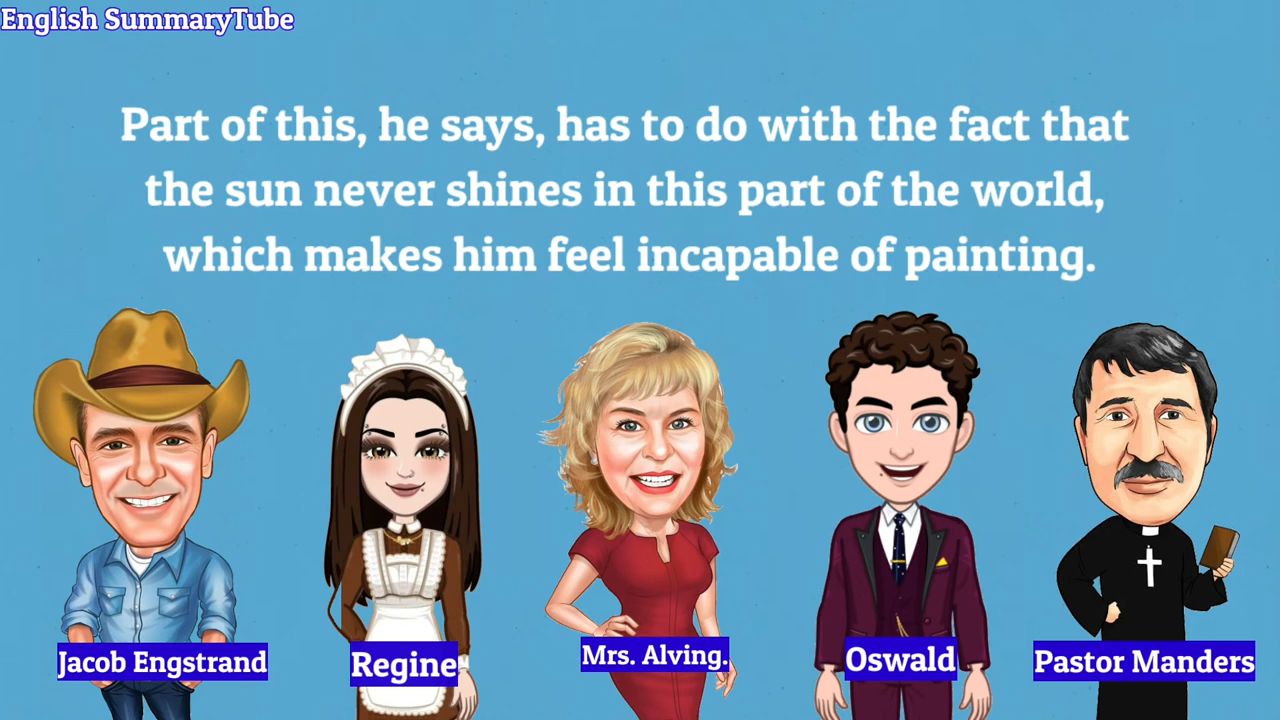 English SummaryTube
Part of this, he says, has to do with the fact that
the sun never shines in this part of the world,
which makes him feel incapable of painting.
Jacob Engstrand
Regine
Mrs. Alving.
Oswald
Pastor Manders